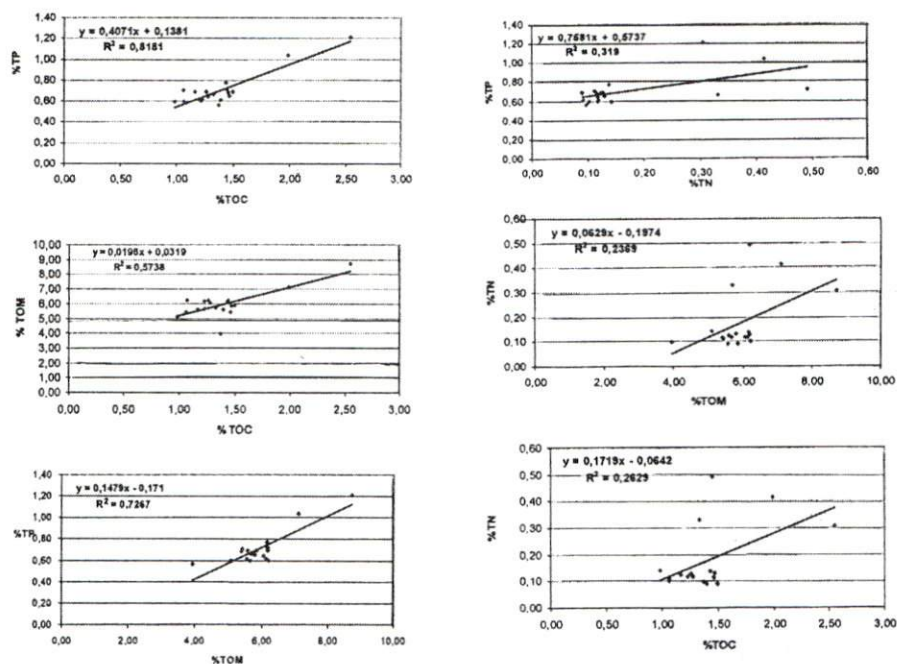 y = 0,4071x + 0,1381
R² = 0,8181
%TP
1,40
1,20
1,00
0,80
0,60
0,40
0,20
0,00
0,00 0,50 1,00 1,50 2,00 2,50 3,00
%TOC
y = 0,7581x + 0,5737
R² = 0,319
%TP
1,40
1,20
1,00
0,80
0,60
0,40
0,20
0,00
0,00 0,10 0,20 0,30 0,40 0,50 0,60
%TN
y = 0,0196x + 0,0319
R² = 0,5738
% TOM
10,00
9,00
8,00
7,00
6,00
5,00
4,00
3,00
2,00
1,00
0,00
0,00 0,50 1,00 1,50 2,00 2,50 3,00
%TOC
y = 0,0629x - 0,1974
R² = 0,2369
%TN
0,60
0,50
0,40
0,30
0,20
0,10
0,00
0,00 2,00 4,00 6,00 8,00 10,00
%TOM
y = 0,1479x - 0,171
R² = 0,7267
%TP
1,40
1,20
1,00
0,80
0,60
0,40
0,20
0,00
0,00 2,00 4,00 6,00 8,00 10,00
%TOM
y = 0,1719x - 0,0642
R² = 0,2629
%TN
0,60
0,50
0,40
0,30
0,20
0,10
0,00
0,00 1,00 2,00 3,00
%TOC